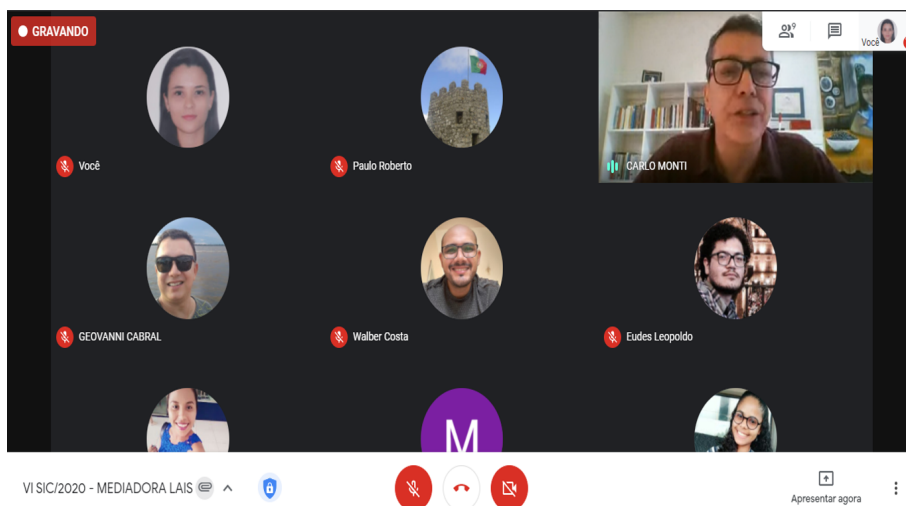 GRAVANDO
9
Você
Você
Paulo Roberto
CARLO MONTI
GEOVANNI CABRAL
Walber Costa
Eudes Leopoldo
M
VI SIC/2020 - MEDIADORA LAIS
Apresentar agora